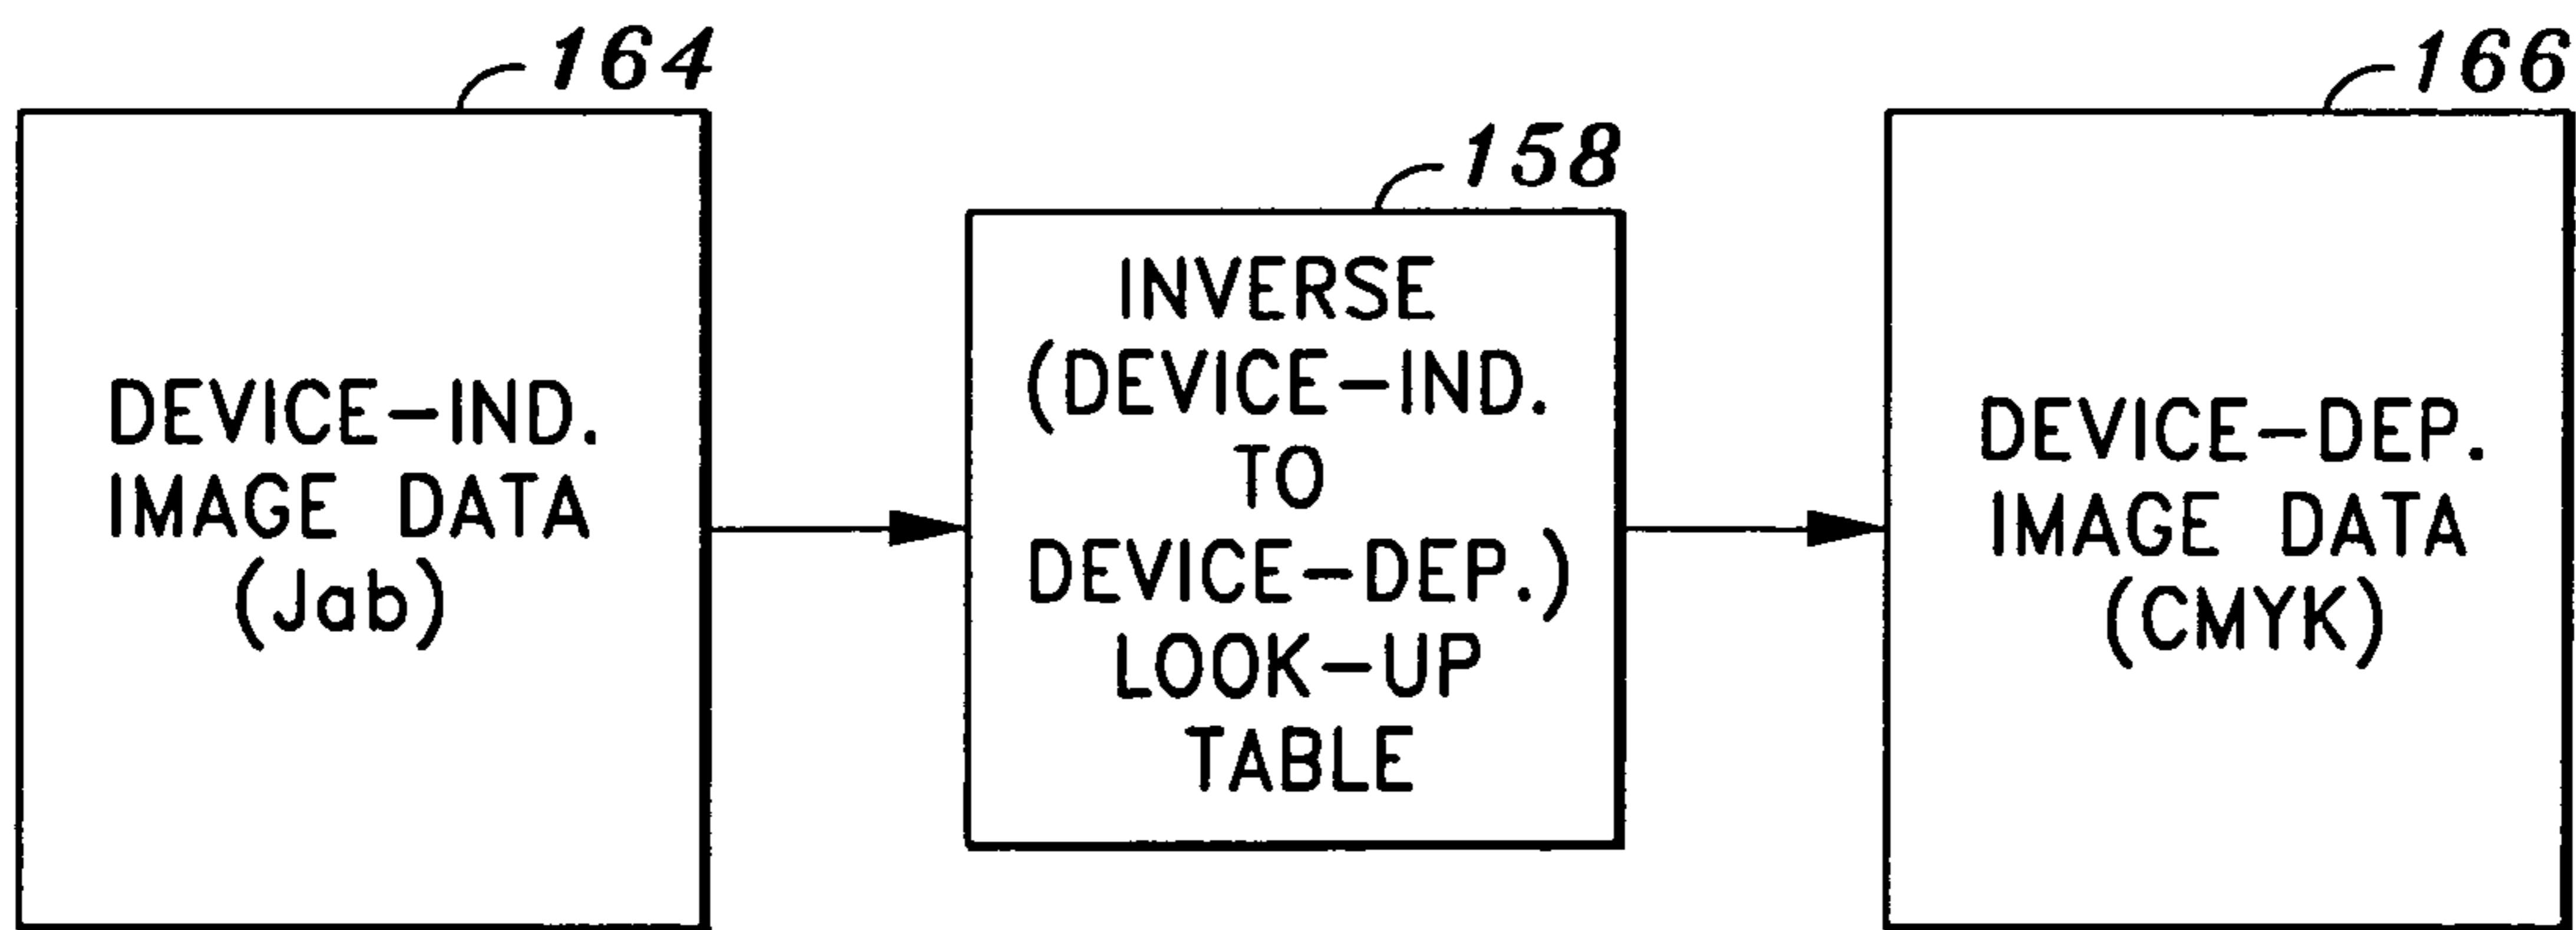 164
DEVICE-IND.
IMAGE DATA
(Jab)
158
INVERSE
(DEVICE-IND.
TO
DEVICE-DEP.)
LOOK-UP
TABLE
166
DEVICE-DEP.
IMAGE DATA
(CMYK)